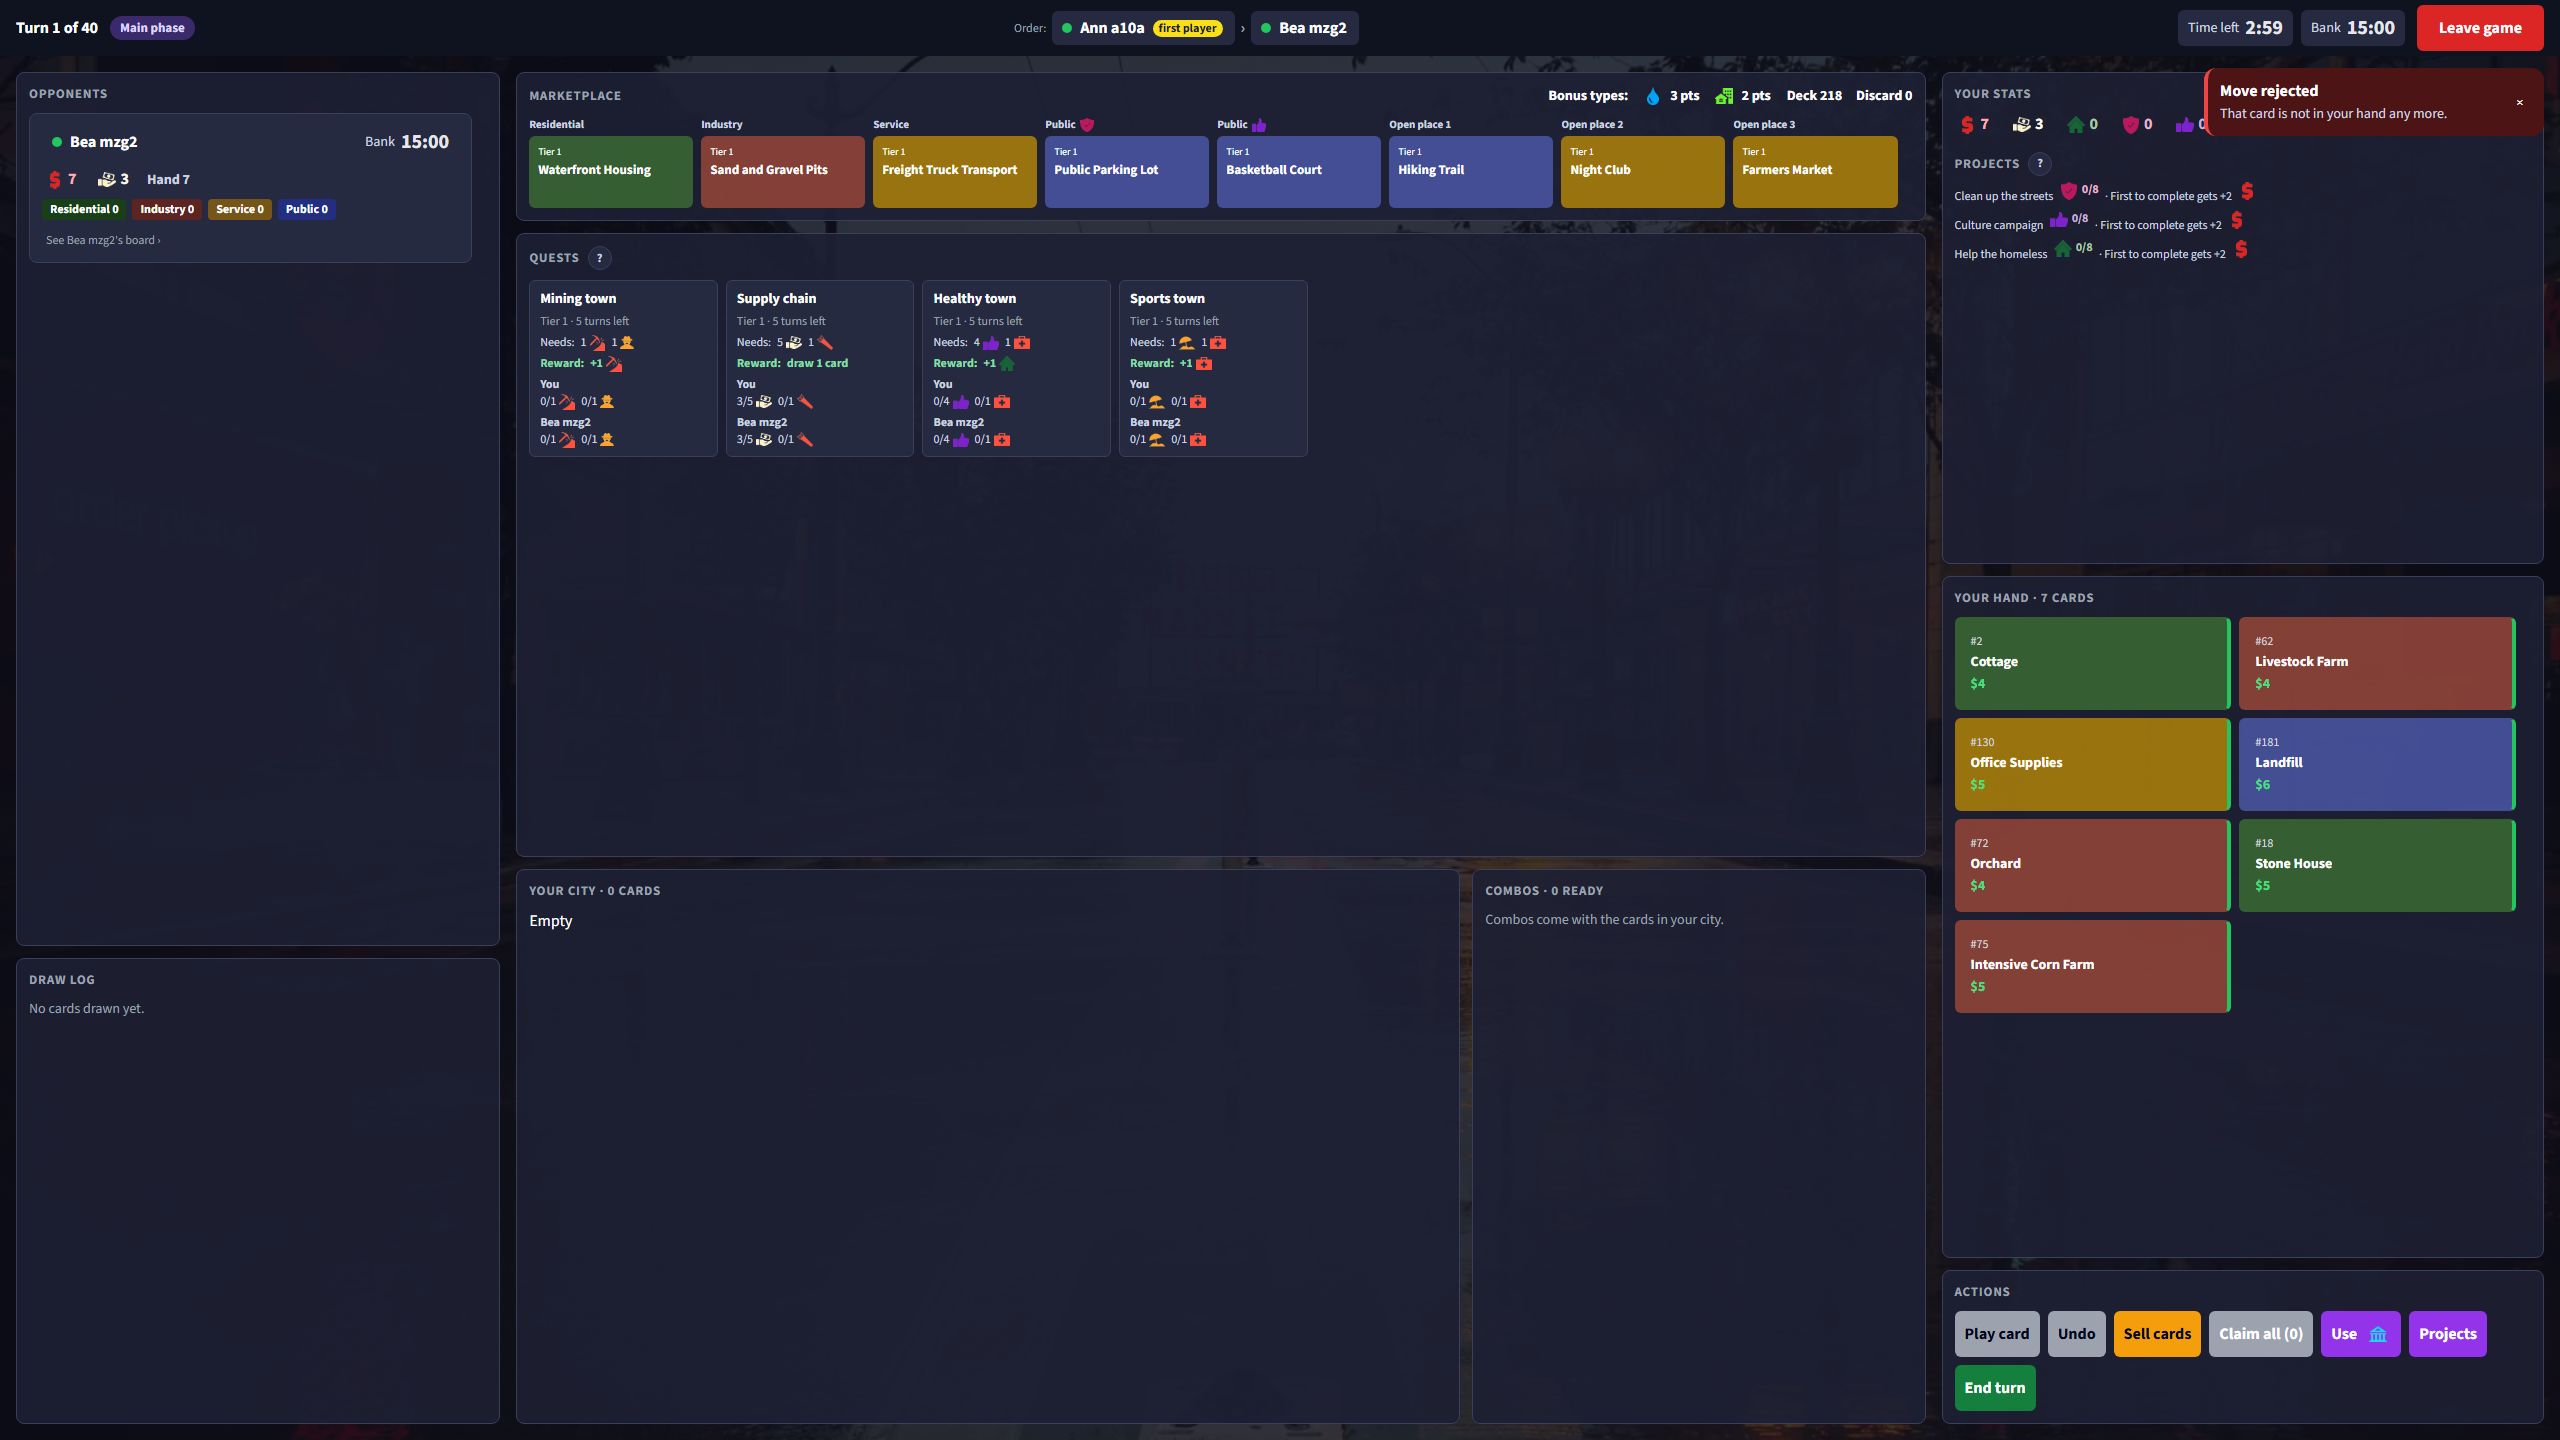 Turn 1 of 40 Main phase
Order: Ann a10a first player › Bea mzg2
Time left 2:59 Bank 15:00 Leave game
OPPONENTS
Bea mzg2 Bank 15:00
7 3 Hand 7
Residential 0 Industry 0 Service 0 Public 0
See Bea mzg2's board ›
DRAW LOG
No cards drawn yet.
MARKETPLACE
Bonus types: 3 pts 2 pts Deck 218 Discard 0
Residential Industry Service Public Public Open place 1 Open place 2 Open place 3
Tier 1 Tier 1 Tier 1 Tier 1 Tier 1 Tier 1 Tier 1 Tier 1
Waterfront Housing Sand and Gravel Pits Freight Truck Transport Public Parking Lot Basketball Court Hiking Trail Night Club Farmers Market
QUESTS ?
Mining town
Tier 1 · 5 turns left
Needs: 1 1
Reward: +1
You
0/1 0/1
Bea mzg2
0/1 0/1
Supply chain
Tier 1 · 5 turns left
Needs: 5 1
Reward: draw 1 card
You
3/5 0/1
Bea mzg2
3/5 0/1
Healthy town
Tier 1 · 5 turns left
Needs: 4 1
Reward: +1
You
0/4 0/1
Bea mzg2
0/4 0/1
Sports town
Tier 1 · 5 turns left
Needs: 1 1
Reward: +1
You
0/1 0/1
Bea mzg2
0/1 0/1
YOUR CITY · 0 CARDS
Empty
COMBOS · 0 READY
Combos come with the cards in your city.
YOUR STATS
$ 7 3 0 0 0
Move rejected
That card is not in your hand any more.
×
PROJECTS ?
Clean up the streets 0/8 · First to complete gets +2 $
Culture campaign 0/8 · First to complete gets +2 $
Help the homeless 0/8 · First to complete gets +2 $
YOUR HAND · 7 CARDS
#2
Cottage
$4
#62
Livestock Farm
$4
#130
Office Supplies
$5
#181
Landfill
$6
#72
Orchard
$4
#18
Stone House
$5
#75
Intensive Corn Farm
$5
ACTIONS
Play card Undo Sell cards Claim all (0) Use Projects
End turn